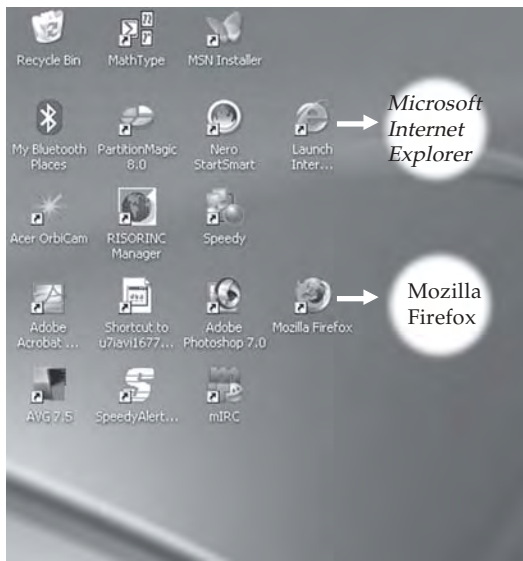 Recycle Bin
MathType
MSN Installer
My Bluetooth
Places
PartitionMagic
8.0
Nero
StartSmart
Launch
Inter...
Microsoft
Internet
Explorer
Acer OrbiCam
RISORINC
Manager
Speedy
Adobe
Acrobat ...
Shortcut to
u7iavi1677...
Adobe
Photoshop 7.0
Mozilla Firefox
Mozilla
Firefox
AVG 7.5
SpeedyAlert...
mIRC